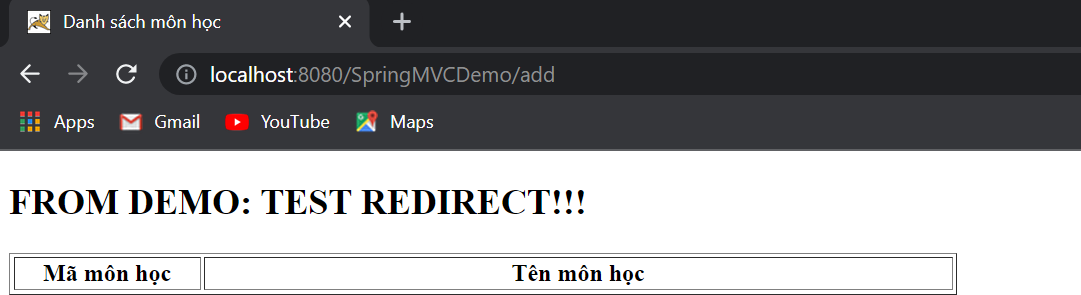 Danh sách môn học
localhost:8080/SpringMVCDemo/add
Apps Gmail YouTube Maps
FROM DEMO: TEST REDIRECT!!!
Mã môn học Tên môn học